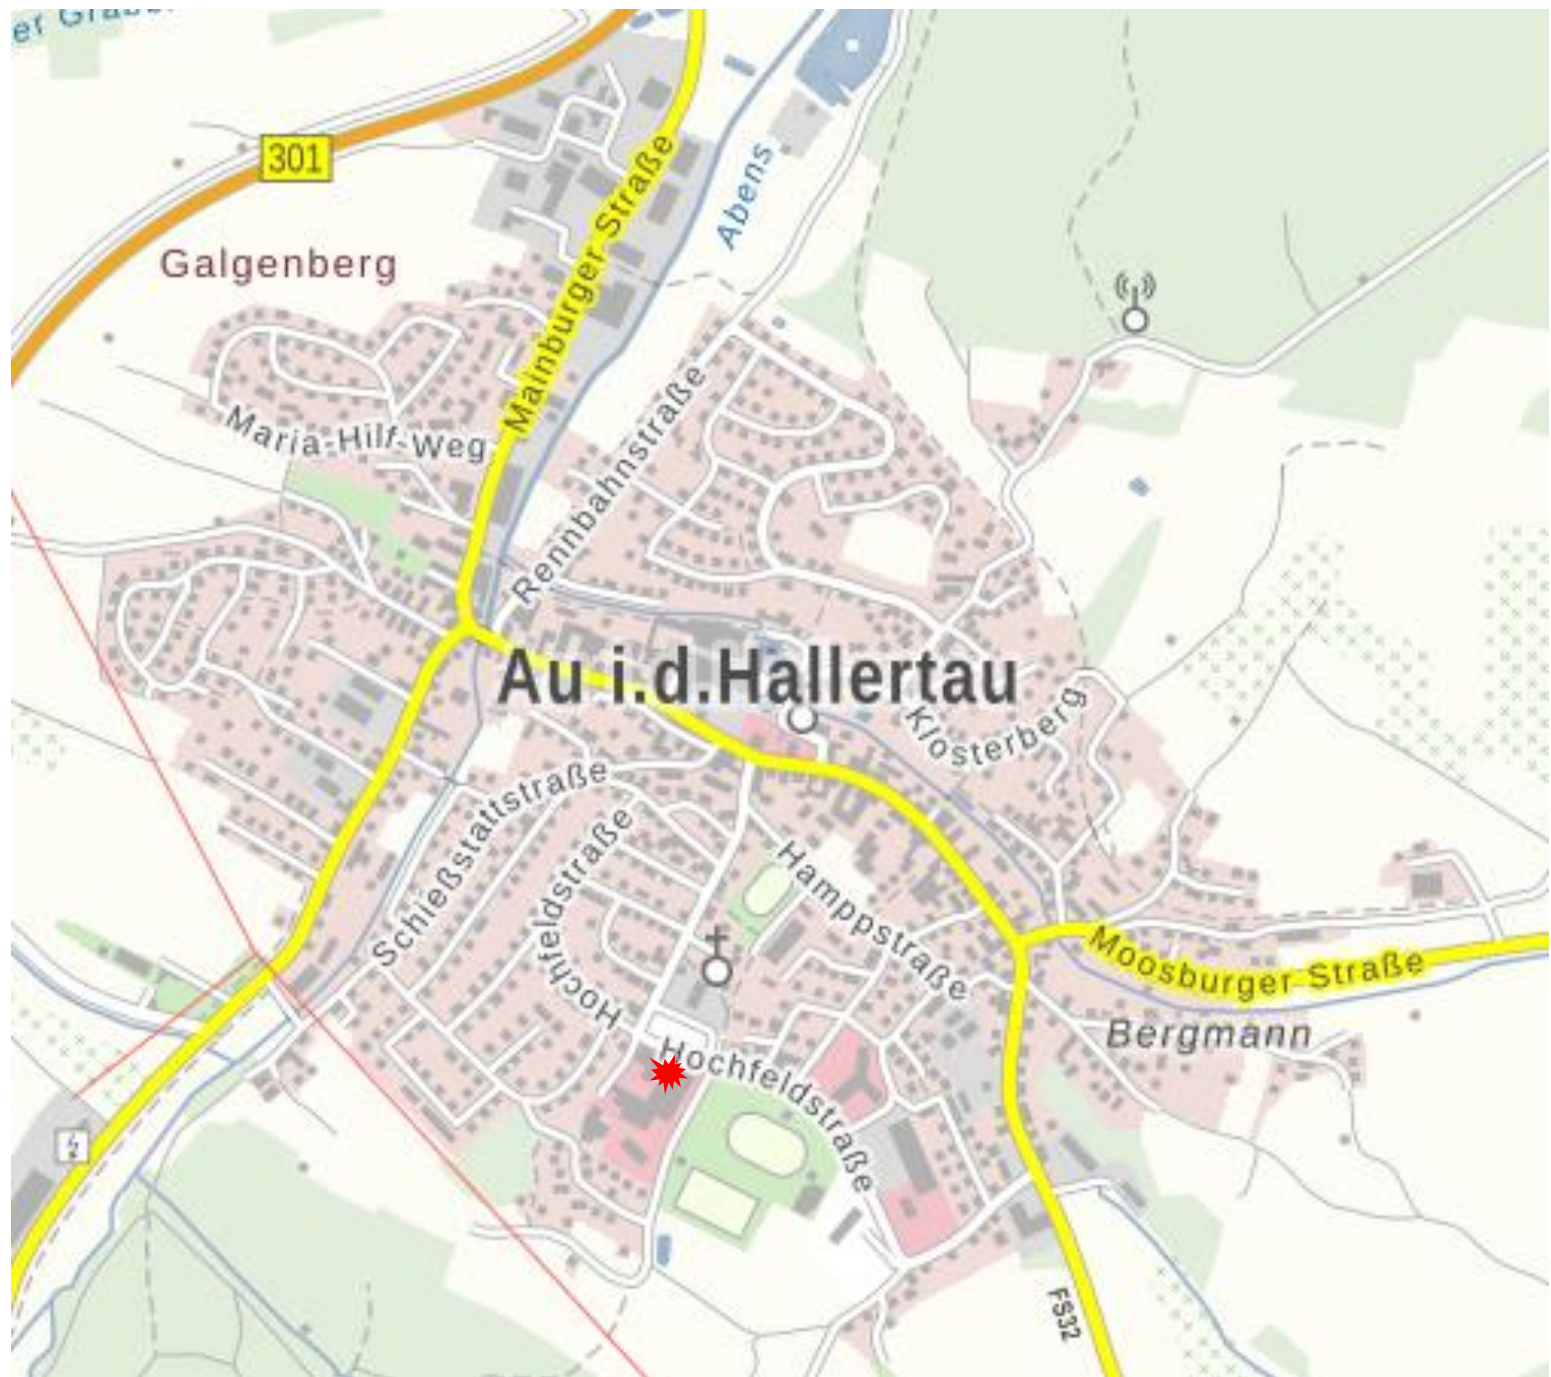 301
Abens
Mainburger Straße
Galgenberg
Maria-Hilf-Weg
Rennbahnstraße
Au i.d.Hallertau
Klosterberg
Schießstattstraße
Hochfeldstraße
Hamppstraße
Moosburger Straße
Hochf
Bergmann
Hochfeldstraße
FS32